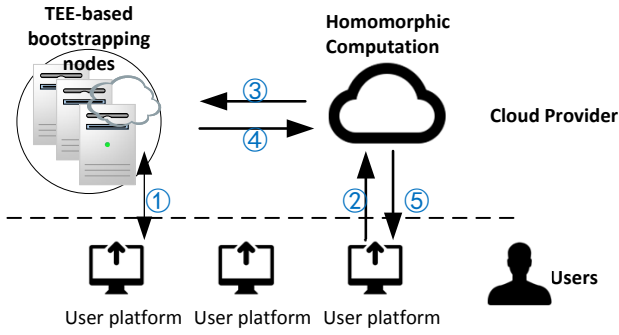 TEE-based
bootstrapping
nodes
Homomorphic
Computation
③
④
Cloud Provider
①
②
⑤
Users
User platform
User platform
User platform